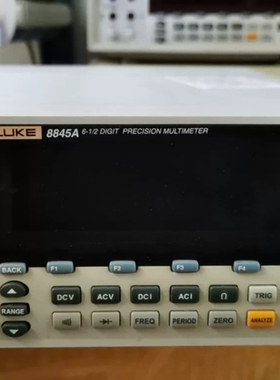 LUKE 8845A 6-1/2 DIGIT PRECISION MULTIMETER
BACK F1 F2 F3 F4
DCV ACV DCI ACI Ω TRIG
RANGE
FREQ PERIOD ZERO ANALYZE